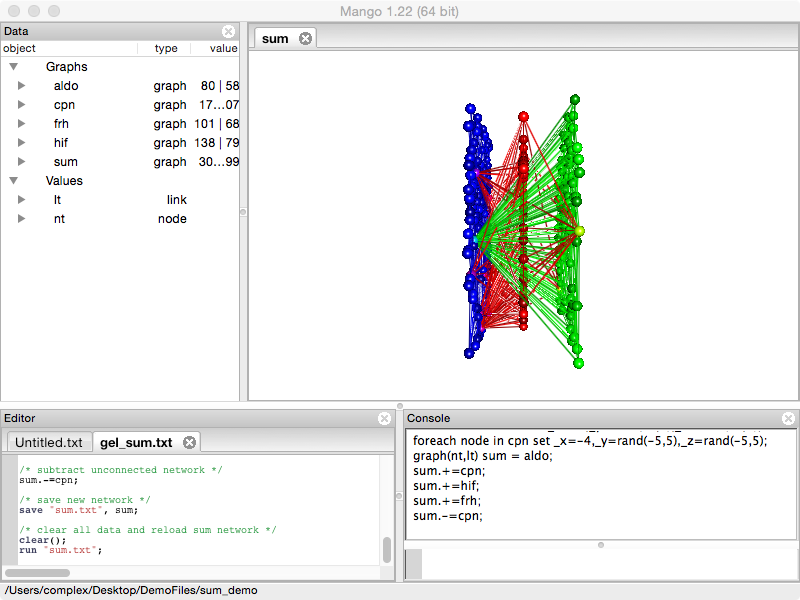 Mango 1.22 (64 bit)
Data
object type value
Graphs
aldo graph 80 | 58
cpn graph 17...07
frh graph 101 | 68
hif graph 138 | 79
sum graph 30...99
Values
lt link
nt node
sum
Editor
Untitled.txt gel_sum.txt
/* subtract unconnected network */
sum.-=cpn;
/* save new network */
save "sum.txt", sum;
/* clear all data and reload sum network */
clear();
run "sum.txt";
Console
foreach node in cpn set _x=-4,_y=rand(-5,5),_z=rand(-5,5);
graph(nt,lt) sum = aldo;
sum.+=cpn;
sum.+=hif;
sum.+=frh;
sum.-=cpn;
/Users/complex/Desktop/DemoFiles/sum_demo